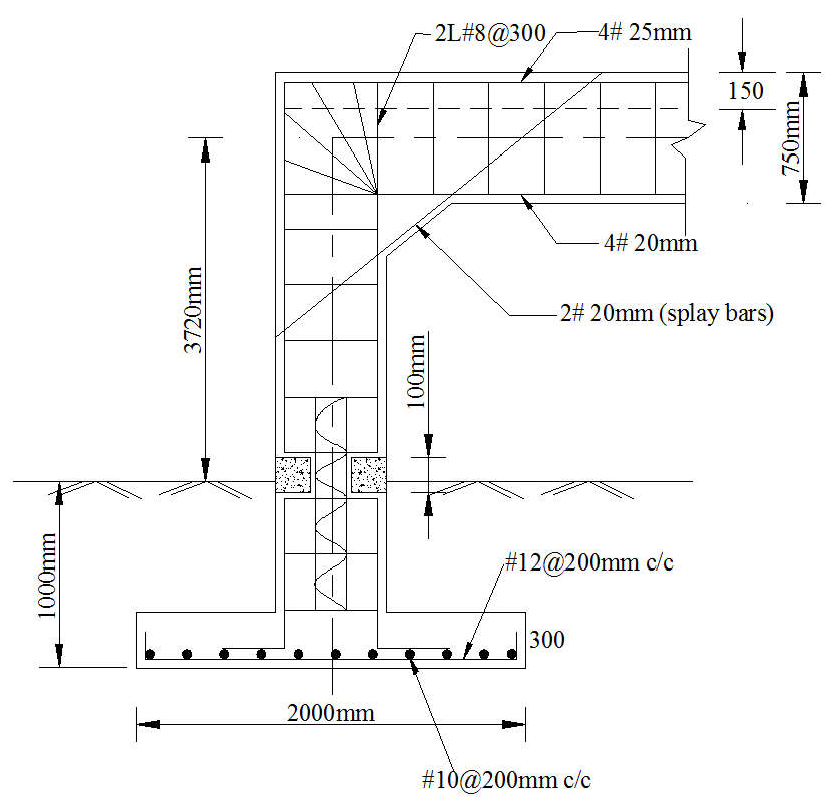 2L#8@300
4# 25mm
150
750mm
4# 20mm
2# 20mm (splay bars)
3720mm
100mm
1000mm
#12@200mm c/c
300
2000mm
#10@200mm c/c